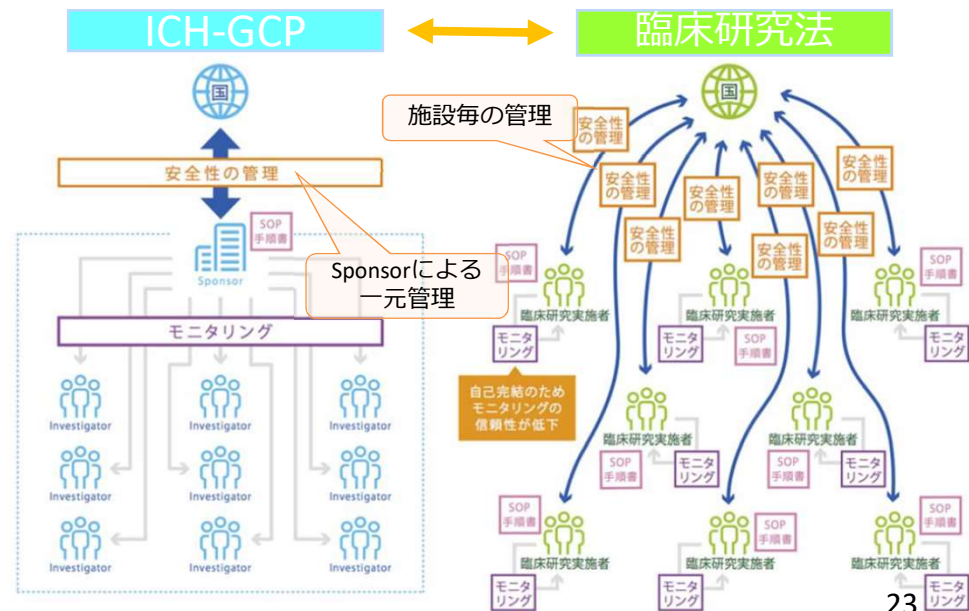 ICH-GCP
臨床研究法
国
安全性の管理
SOP
手順書
Sponsor
Sponsorによる
一元管理
モニタリング
Investigator
Investigator
Investigator
Investigator
Investigator
Investigator
Investigator
Investigator
Investigator
国
施設毎の管理
安全性
の管理
安全性
の管理
安全性
の管理
安全性
の管理
安全性
の管理
安全性
の管理
安全性
の管理
安全性
の管理
SOP
手順書
臨床研究実施者
モニタ
リング
臨床研究実施者
モニタ
リング
SOP
手順書
SOP
手順書
臨床研究実施者
モニタ
リング
自己完結のため
モニタリングの
信頼性が低下
臨床研究実施者
SOP
手順書
モニタ
リング
臨床研究実施者
SOP
手順書
モニタ
リング
SOP
手順書
臨床研究実施者
モニタ
リング
SOP
手順書
臨床研究実施者
モニタ
リング
SOP
手順書
臨床研究実施者
モニタ
リング
23